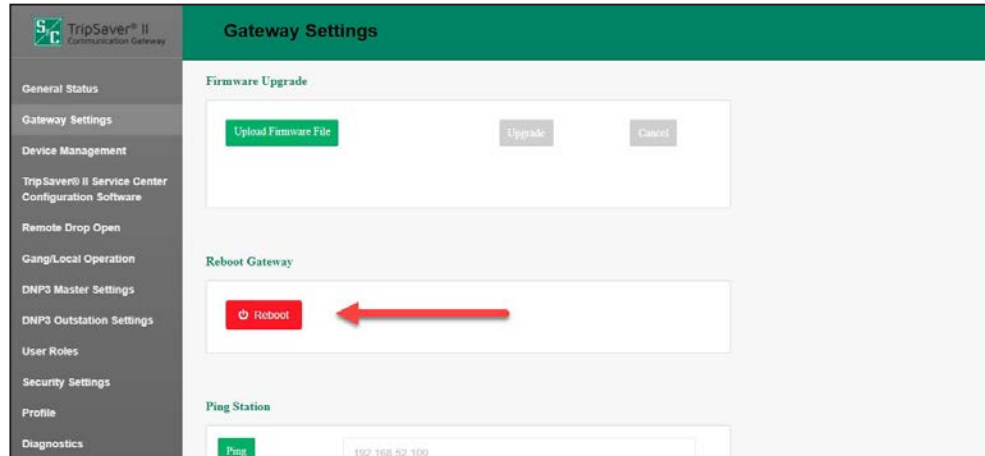 S&C TripSaver® II
Communication Gateway
Gateway Settings
General Status
Gateway Settings
Device Management
TripSaver® II Service Center
Configuration Software
Remote Drop Open
Gang/Local Operation
DNP3 Master Settings
DNP3 Outstation Settings
User Roles
Security Settings
Profile
Diagnostics
Firmware Upgrade
Upload Firmware File
Upgrade
Cancel
Reboot Gateway
Reboot
Ping Station
Ping
192.168.52.100